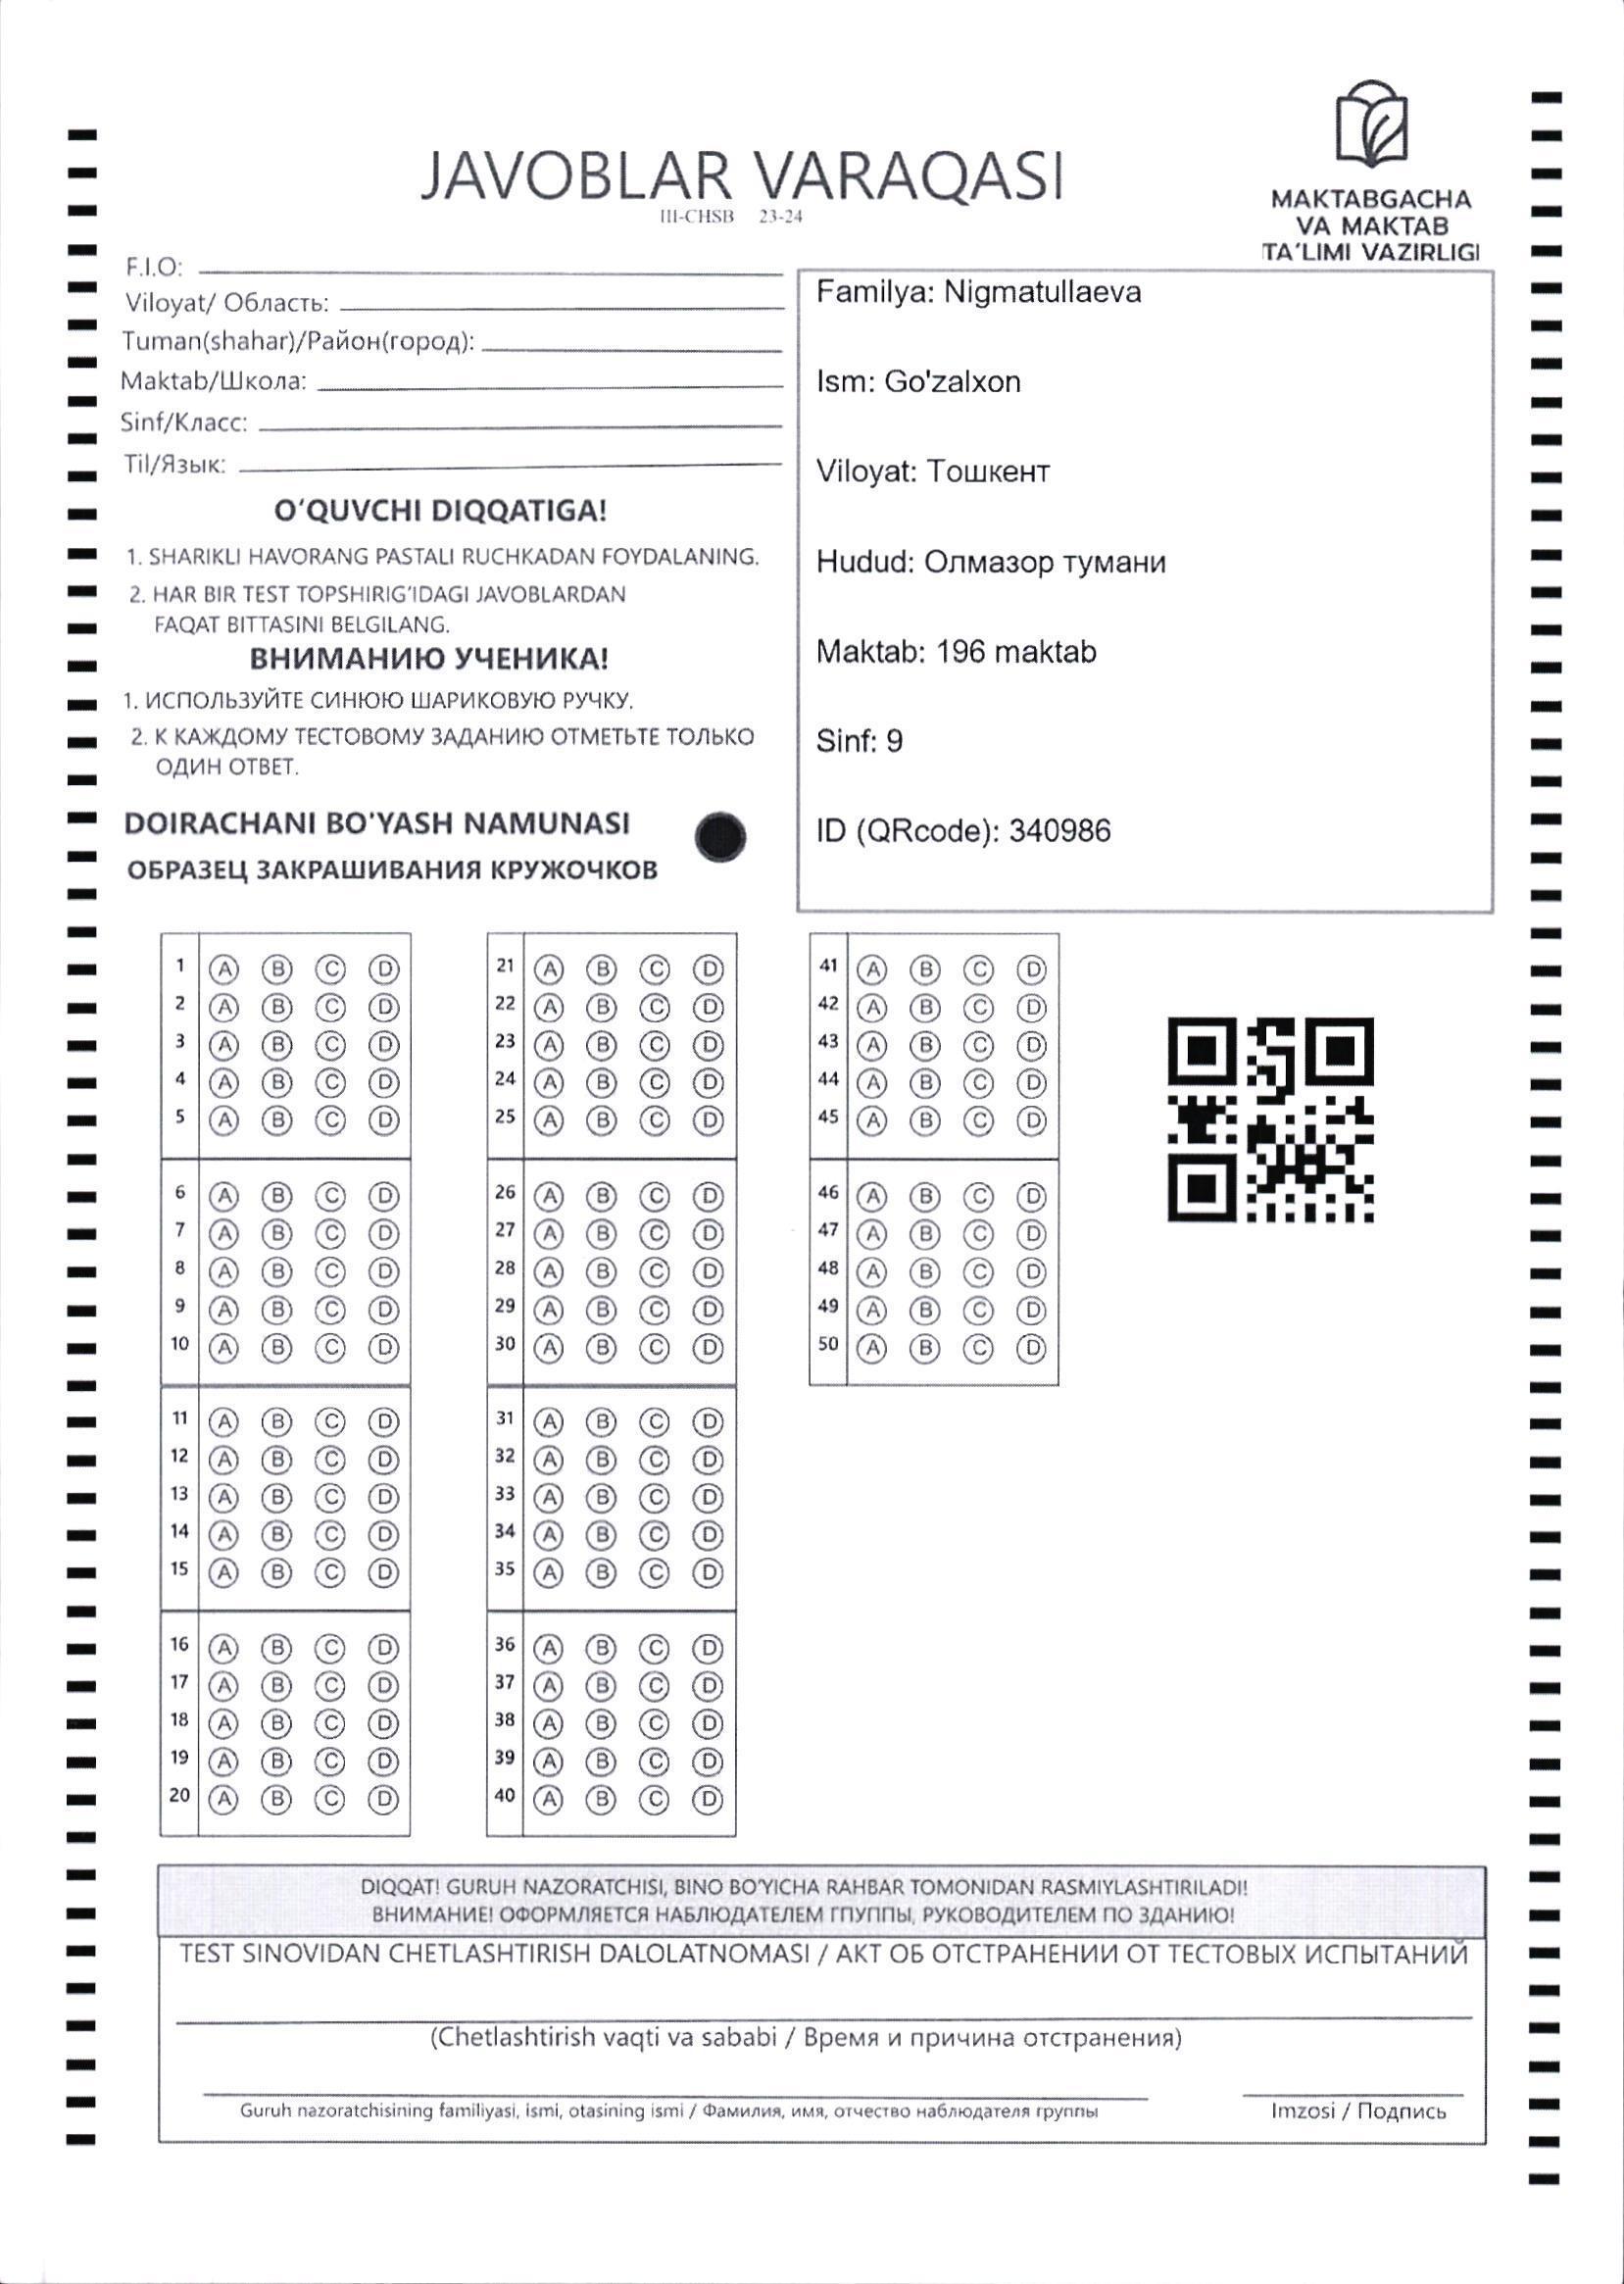 JAVOBLAR VARAQASI
III-CHSB 23-24
MAKTABGACHA
VA MAKTAB
TA'LIMI VAZIRLIGI
F.I.O:
Viloyat/ Область:
Tuman(shahar)/Район(город):
Maktab/Школа:
Sinf/Класс:
Til/Язык:
O'QUVCHI DIQQATIGA!
1. SHARIKLI HAVORANG PASTALI RUCHKADAN FOYDALANING.
2. HAR BIR TEST TOPSHIRIG'IDAGI JAVOBLARDAN
FAQAT BITTASINI BELGILANG.
ВНИМАНИЮ УЧЕНИКА!
1. ИСПОЛЬЗУЙТЕ СИНЮЮ ШАРИКОВУЮ РУЧКУ.
2. К КАЖДОМУ ТЕСТОВОМУ ЗАДАНИЮ ОТМЕТЬТЕ ТОЛЬКО
ОДИН ОТВЕТ.
DOIRACHANI BO'YASH NAMUNASI
ОБРАЗЕЦ ЗАКРАШИВАНИЯ КРУЖОЧКОВ
Familya: Nigmatullaeva
Ism: Go'zalxon
Viloyat: Тошкент
Hudud: Олмазор тумани
Maktab: 196 maktab
Sinf: 9
ID (QRcode): 340986
1 A B C D
2 A B C D
3 A B C D
4 A B C D
5 A B C D
6 A B C D
7 A B C D
8 A B C D
9 A B C D
10 A B C D
11 A B C D
12 A B C D
13 A B C D
14 A B C D
15 A B C D
16 A B C D
17 A B C D
18 A B C D
19 A B C D
20 A B C D
21 A B C D
22 A B C D
23 A B C D
24 A B C D
25 A B C D
26 A B C D
27 A B C D
28 A B C D
29 A B C D
30 A B C D
31 A B C D
32 A B C D
33 A B C D
34 A B C D
35 A B C D
36 A B C D
37 A B C D
38 A B C D
39 A B C D
40 A B C D
41 A B C D
42 A B C D
43 A B C D
44 A B C D
45 A B C D
46 A B C D
47 A B C D
48 A B C D
49 A B C D
50 A B C D
DIQQAT! GURUH NAZORATCHISI, BINO BO'YICHA RAHBAR TOMONIDAN RASMIYLASHTIRILADI!
ВНИМАНИЕ! ОФОРМЛЯЕТСЯ НАБЛЮДАТЕЛЕМ ГПУППЫ, РУКОВОДИТЕЛЕМ ПО ЗДАНИЮ!
TEST SINOVIDAN CHETLASHTIRISH DALOLATNOMASI / АКТ ОБ ОТСТРАНЕНИИ ОТ ТЕСТОВЫХ ИСПЫТАНИЙ
(Chetlashtirish vaqti va sababi / Время и причина отстранения)
Guruh nazoratchisining familiyasi, ismi, otasining ismi / Фамилия, имя, отчество наблюдателя группы
Imzosi / Подпись